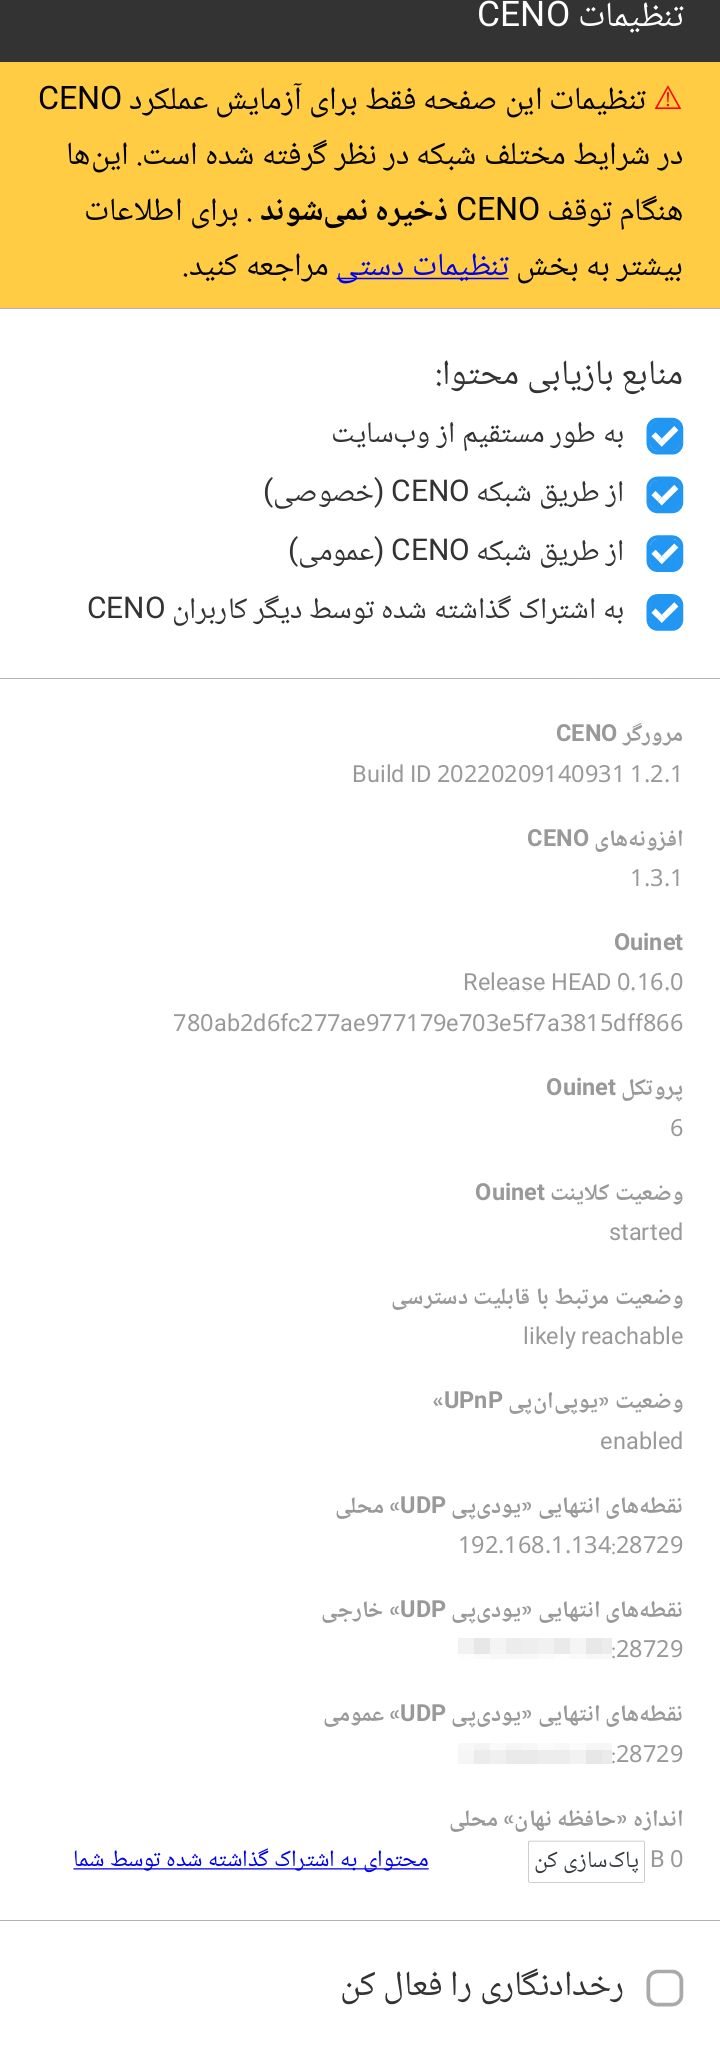 تنظیمات CENO
⚠ تنظیمات این صفحه فقط برای آزمایش عملکرد CENO
در شرایط مختلف شبکه در نظر گرفته شده است. این‌ها
هنگام توقف CENO ذخیره نمی‌شوند . برای اطلاعات
بیشتر به بخش تنظیمات دستی مراجعه کنید.
منابع بازیابی محتوا:
به طور مستقیم از وب‌سایت
از طریق شبکه CENO (خصوصی)
از طریق شبکه CENO (عمومی)
به اشتراک گذاشته شده توسط دیگر کاربران CENO
مرورگر CENO
1.2.1 Build ID 20220209140931
افزونه‌های CENO
1.3.1
Ouinet
0.16.0 Release HEAD
780ab2d6fc277ae977179e703e5f7a3815dff866
پروتکل Ouinet
6
وضعیت کلاینت Ouinet
started
وضعیت مرتبط با قابلیت دسترسی
likely reachable
وضعیت «یوپی‌ان‌پی UPnP»
enabled
نقطه‌های انتهایی «یودی‌پی UDP» محلی
192.168.1.134:28729
نقطه‌های انتهایی «یودی‌پی UDP» خارجی
:28729
نقطه‌های انتهایی «یودی‌پی UDP» عمومی
:28729
اندازه «حافظه نهان» محلی
0 B پاک‌سازی کن محتوای به اشتراک گذاشته شده توسط شما
رخدادنگاری را فعال کن